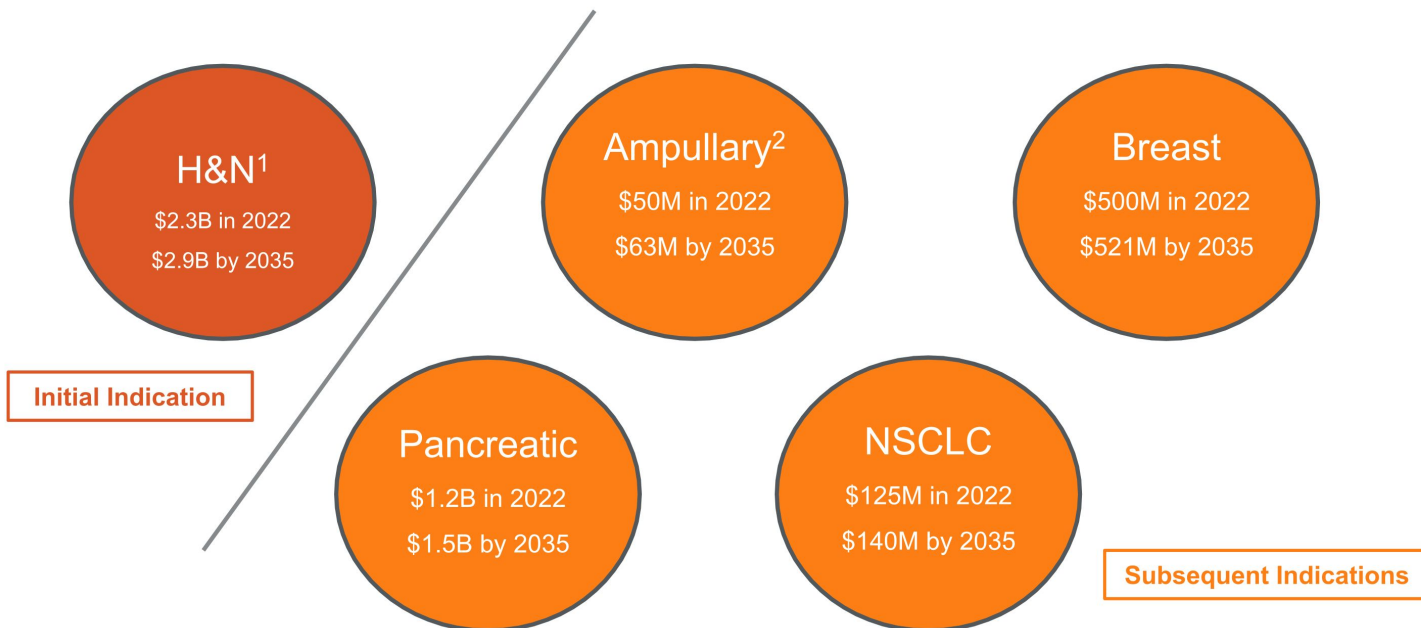 H&N¹
$2.3B in 2022
$2.9B by 2035
Initial Indication
Ampullary²
$50M in 2022
$63M by 2035
Breast
$500M in 2022
$521M by 2035
Pancreatic
$1.2B in 2022
$1.5B by 2035
NSCLC
$125M in 2022
$140M by 2035
Subsequent Indications